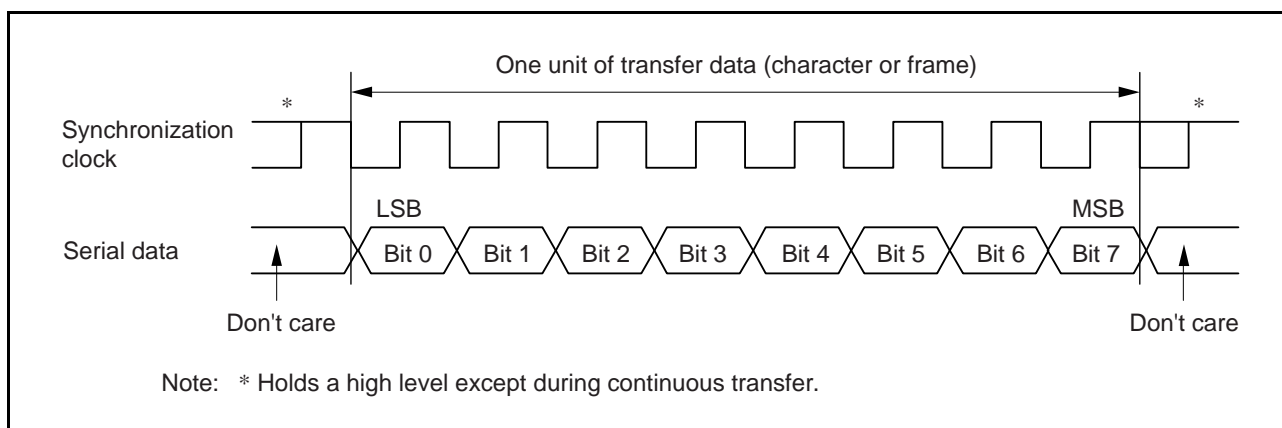 One unit of transfer data (character or frame)
* *
Synchronization
clock
LSB MSB
Serial data Bit 0 Bit 1 Bit 2 Bit 3 Bit 4 Bit 5 Bit 6 Bit 7
Don't care Don't care
Note: * Holds a high level except during continuous transfer.